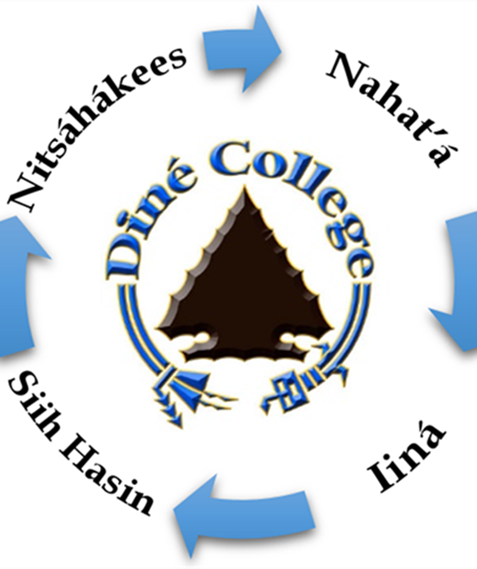 Nitsáhákees
Nahat'á
Iiná
Siih Hasin
Diné College